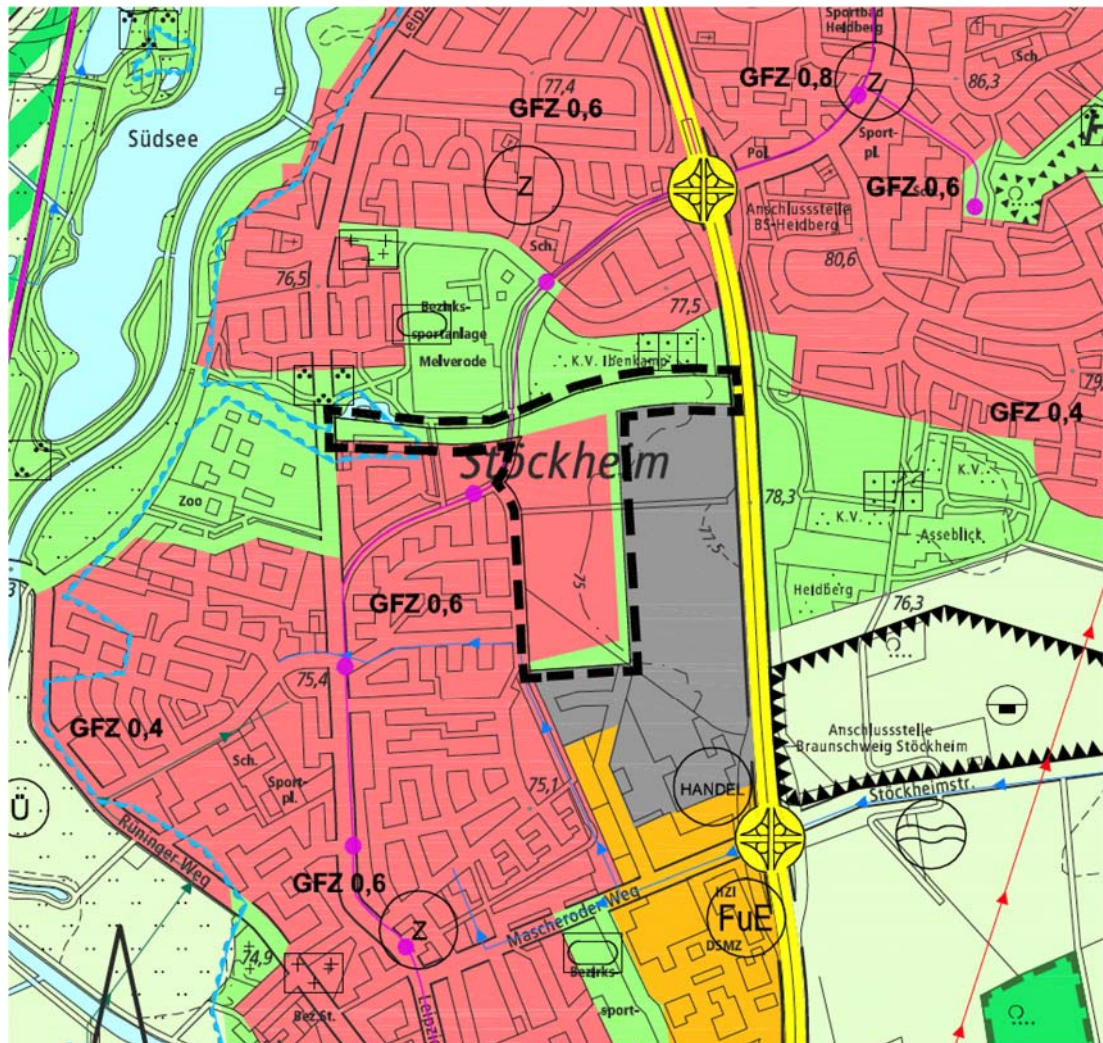 Leipzi
Sportbad
Heidberg
Sch.
86,3
GFZ 0,8
Z
77,4
GFZ 0,6
Südsee
Pol.
Sport-
pl.
Z
GFZ 0,6
Anschlussstelle
BS-Heidberg
Sch.
80,6
76,5
77,5
Bezirks-
sportanlage
Melverode
K.V. Ibenkamp
79,
GFZ 0,4
Stöckheim
K.V.
78,3
K.V.
Zoo
Asseblick
77,5
75
Heidberg
76,3
GFZ 0,6
75,4
GFZ 0,4
Anschlussstelle
Braunschweig Stöckheim
Sch.
Sport-
pl.
75,1
HANDEL
Stöckheimstr.
Ü
Rüninger Weg
GFZ 0,6
HZI
FuE
DSMZ
Mascheroder Weg
Z
74,9
Bezirks-
sport-
Bez.St.
Leipzig